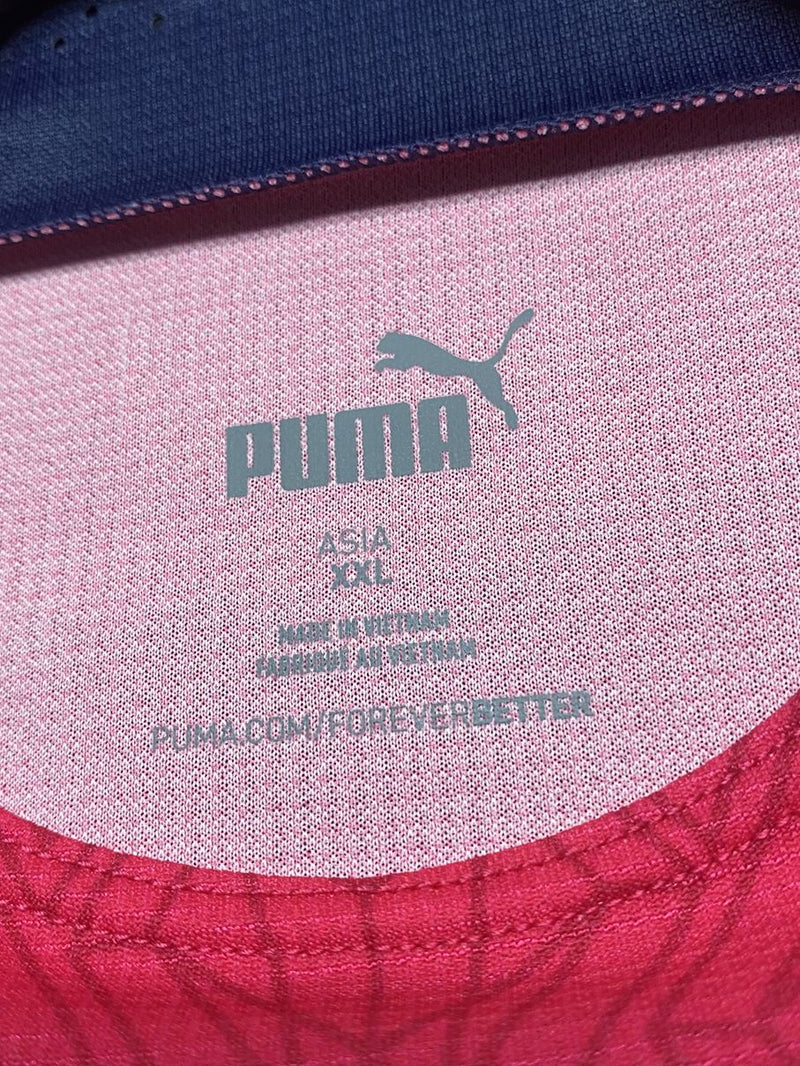 PUMA
ASIA
XXL
MADE IN VIETNAM
FABRIQUÉ AU VIETNAM
PUMA.COM/FOREVERBETTER